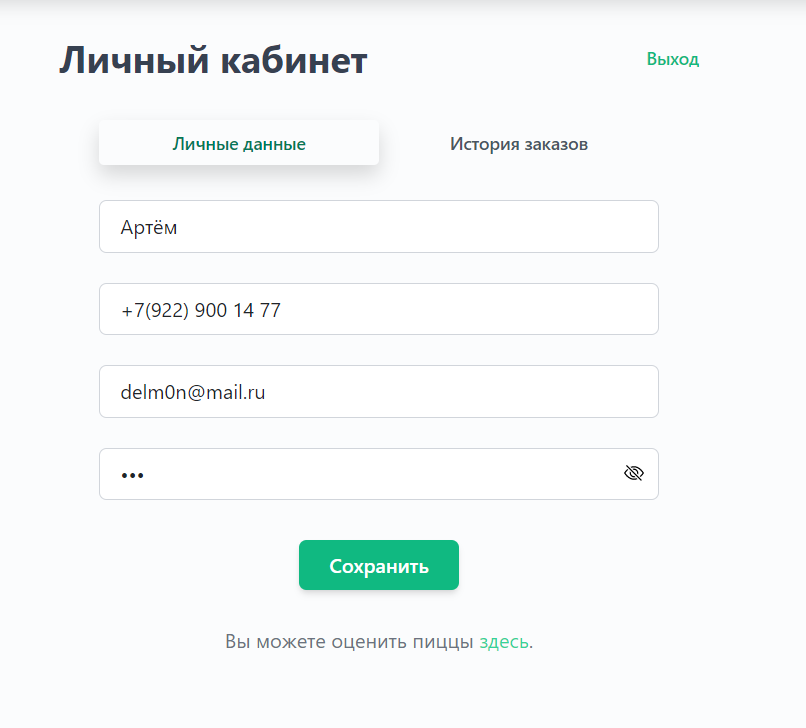 Личный кабинет
Выход
Личные данные
История заказов
Артём
+7(922) 900 14 77
delm0n@mail.ru
•••
Сохранить
Вы можете оценить пиццы здесь.